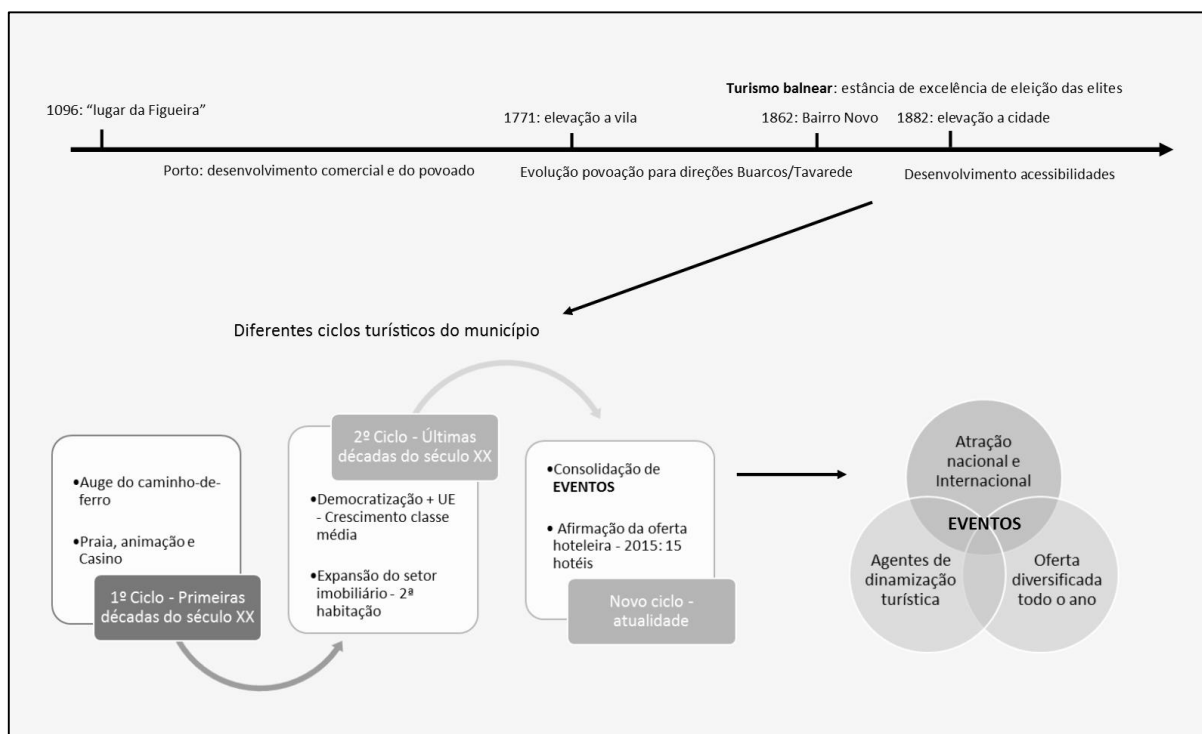 Turismo balnear: estância de excelência de eleição das elites
1096: “lugar da Figueira”
1771: elevação a vila
1862: Bairro Novo
1882: elevação a cidade
Porto: desenvolvimento comercial e do povoado
Evolução povoação para direções Buarcos/Tavarede
Desenvolvimento acessibilidades
Diferentes ciclos turísticos do município
•Auge do caminho-de-
ferro
•Praia, animação e
Casino
1º Ciclo - Primeiras
décadas do século XX
2º Ciclo - Últimas
décadas do século XX
•Democratização + UE
- Crescimento classe
média
•Expansão do setor
imobiliário - 2ª
habitação
•Consolidação de
EVENTOS
• Afirmação da oferta
hoteleira - 2015: 15
hotéis
Novo ciclo -
atualidade
Atração
nacional e
Internacional
EVENTOS
Agentes de
dinamização
turística
Oferta
diversificada
todo o ano